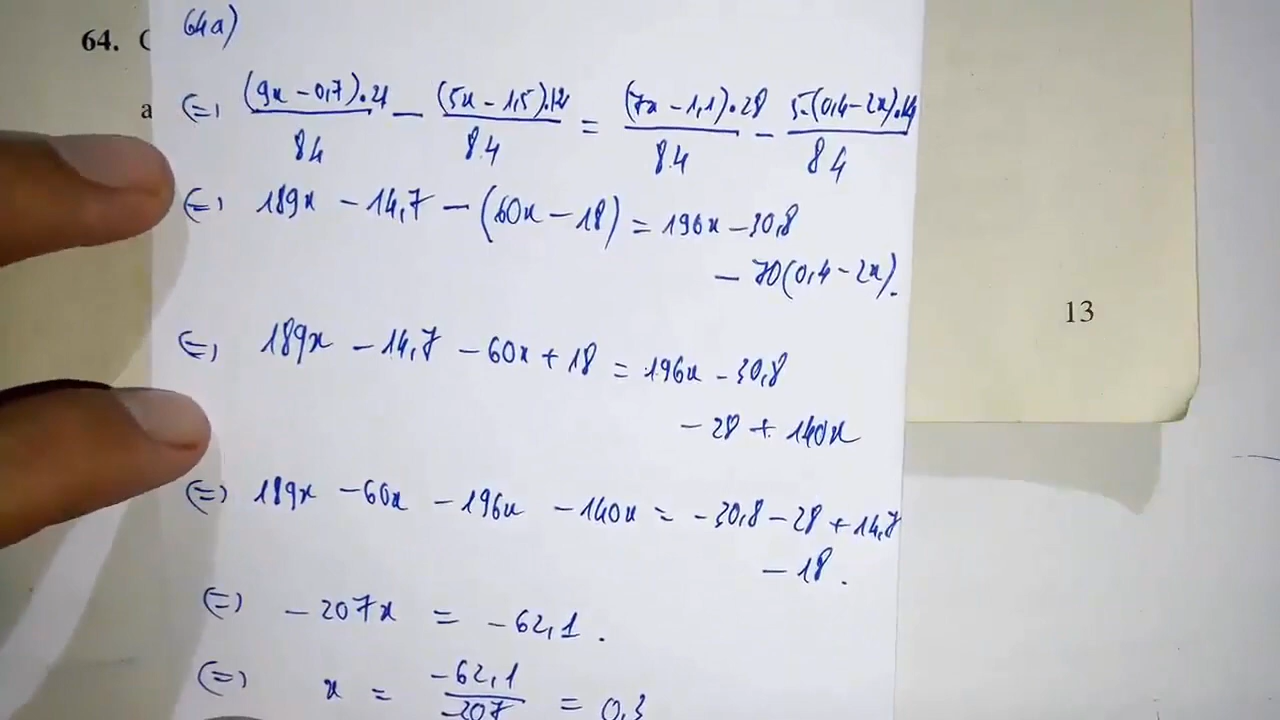 64a)
64.
a
(=) (9x - 0,7).21/84 - (5x - 1,5).12/84 = (7x - 1,1).28/84 - 5.(0,4 - 2x).14/84
(=) 189x - 14,7 - (60x - 18) = 196x - 30,8
- 70(0,4 - 2x).
13
(=) 189x - 14,7 - 60x + 18 = 196x - 30,8
- 28 + 140x
(=) 189x - 60x - 196x - 140x = -30,8 - 28 + 14,7
- 18.
(=) - 207x = -62,1.
(=) x = -62,1/-207 = 0,3